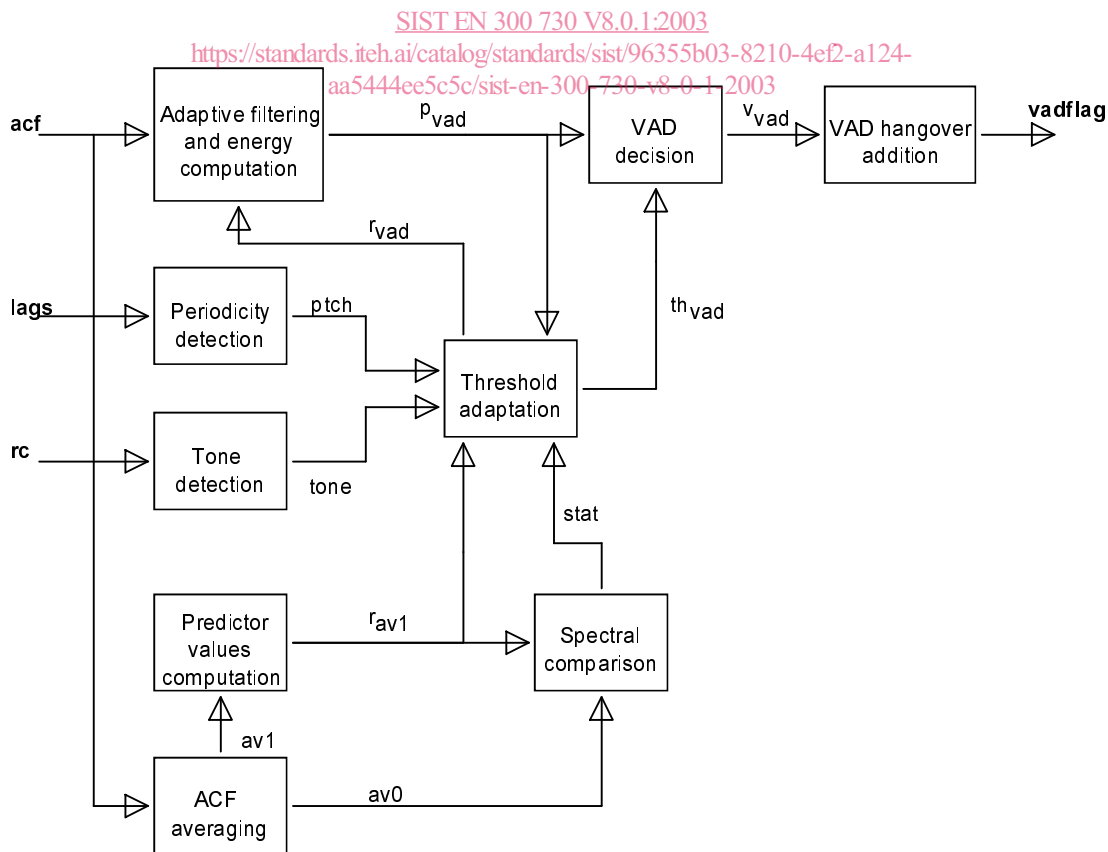 SIST EN 300 730 V8.0.1:2003
https://standards.iteh.ai/catalog/standards/sist/96355b03-8210-4ef2-a124-
aa5444ee5c5c/sist-en-300-730-v8-0-1-2003
acf
Adaptive filtering
and energy
computation
pvad
VAD
decision
vvad
VAD hangover
addition
vadflag
rvad
lags
Periodicity
detection
ptch
thvad
Threshold
adaptation
rc
Tone
detection
tone
stat
Predictor
values
computation
rav1
Spectral
comparison
av1
ACF
averaging
av0